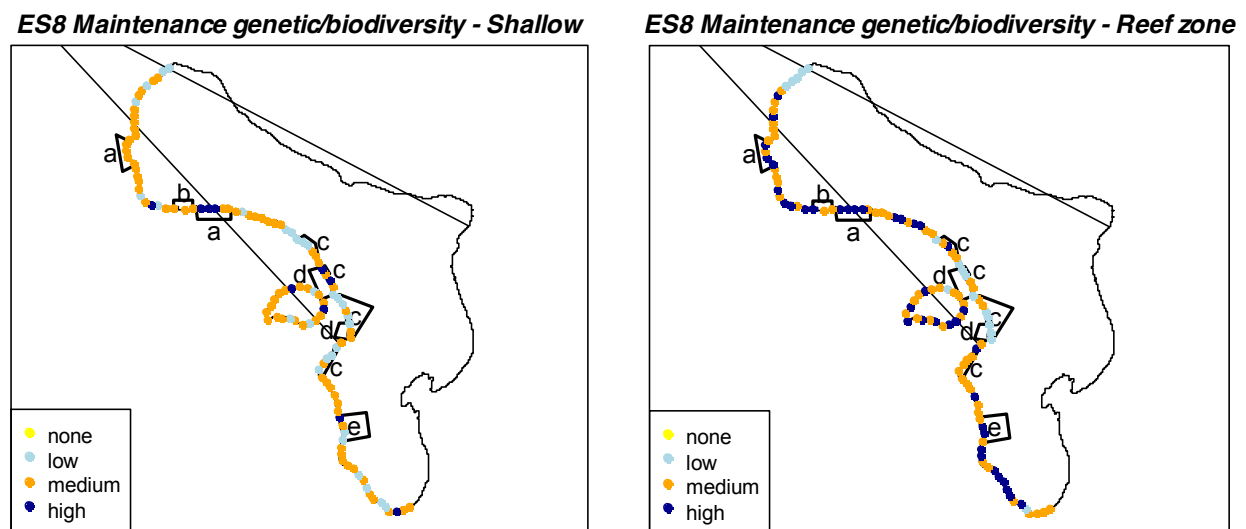 ES8 Maintenance genetic/biodiversity - Shallow
a
b
a
c
d
c
c
d
c
e
none
low
medium
high
ES8 Maintenance genetic/biodiversity - Reef zone
a
b
a
c
d
c
c
d
c
e
none
low
medium
high